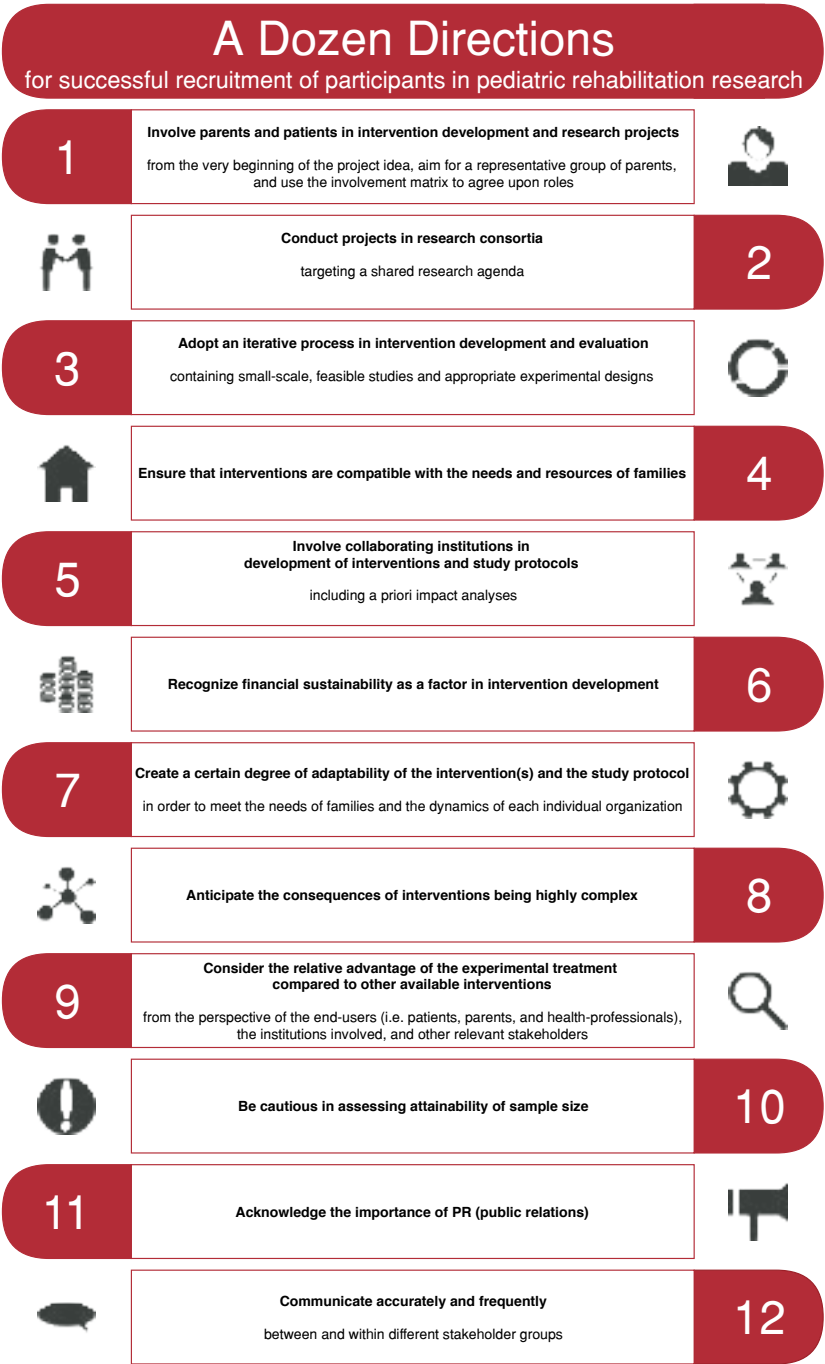 A Dozen Directions
for successful recruitment of participants in pediatric rehabilitation research
1
Involve parents and patients in intervention development and research projects
from the very beginning of the project idea, aim for a representative group of parents,
and use the involvement matrix to agree upon roles
Conduct projects in research consortia
targeting a shared research agenda
2
3
Adopt an iterative process in intervention development and evaluation
containing small-scale, feasible studies and appropriate experimental designs
Ensure that interventions are compatible with the needs and resources of families
4
5
Involve collaborating institutions in
development of interventions and study protocols
including a priori impact analyses
Recognize financial sustainability as a factor in intervention development
6
7
Create a certain degree of adaptability of the intervention(s) and the study protocol
in order to meet the needs of families and the dynamics of each individual organization
Anticipate the consequences of interventions being highly complex
8
9
Consider the relative advantage of the experimental treatment
compared to other available interventions
from the perspective of the end-users (i.e. patients, parents, and health-professionals),
the institutions involved, and other relevant stakeholders
Be cautious in assessing attainability of sample size
10
11
Acknowledge the importance of PR (public relations)
Communicate accurately and frequently
between and within different stakeholder groups
12